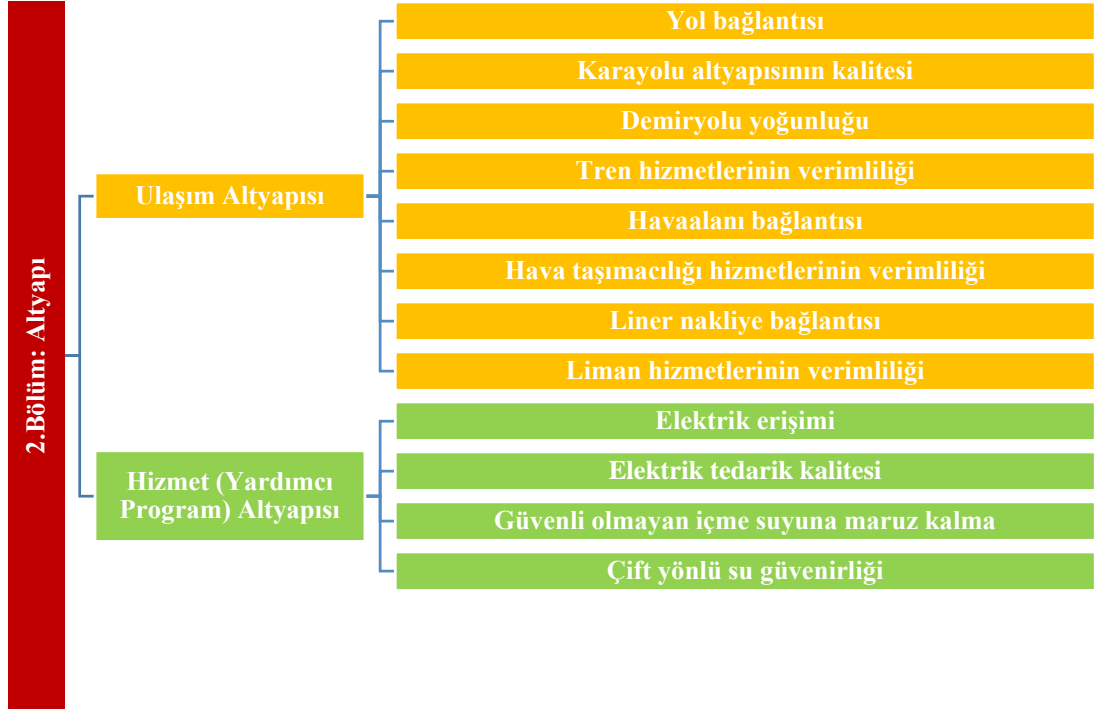 2.Bölüm: Altyapı
Ulaşım Altyapısı
Yol bağlantısı
Karayolu altyapısının kalitesi
Demiryolu yoğunluğu
Tren hizmetlerinin verimliliği
Havaalanı bağlantısı
Hava taşımacılığı hizmetlerinin verimliliği
Liner nakliye bağlantısı
Liman hizmetlerinin verimliliği
Hizmet (Yardımcı
Program) Altyapısı
Elektrik erişimi
Elektrik tedarik kalitesi
Güvenli olmayan içme suyuna maruz kalma
Çift yönlü su güvenirliği